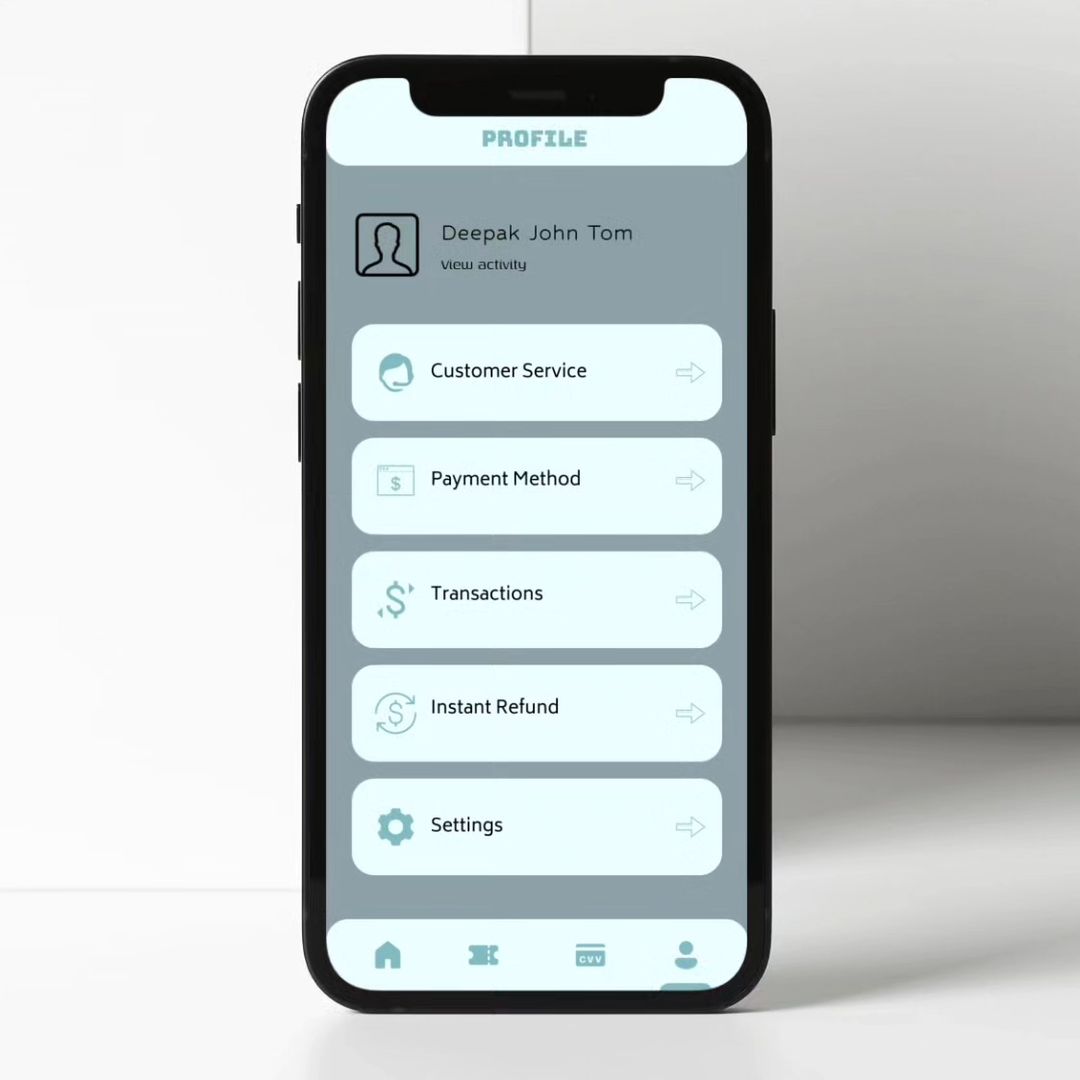 PROFILE
Deepak John Tom
View activity
Customer Service
$
Payment Method
$
Transactions
$
Instant Refund
Settings
CVV